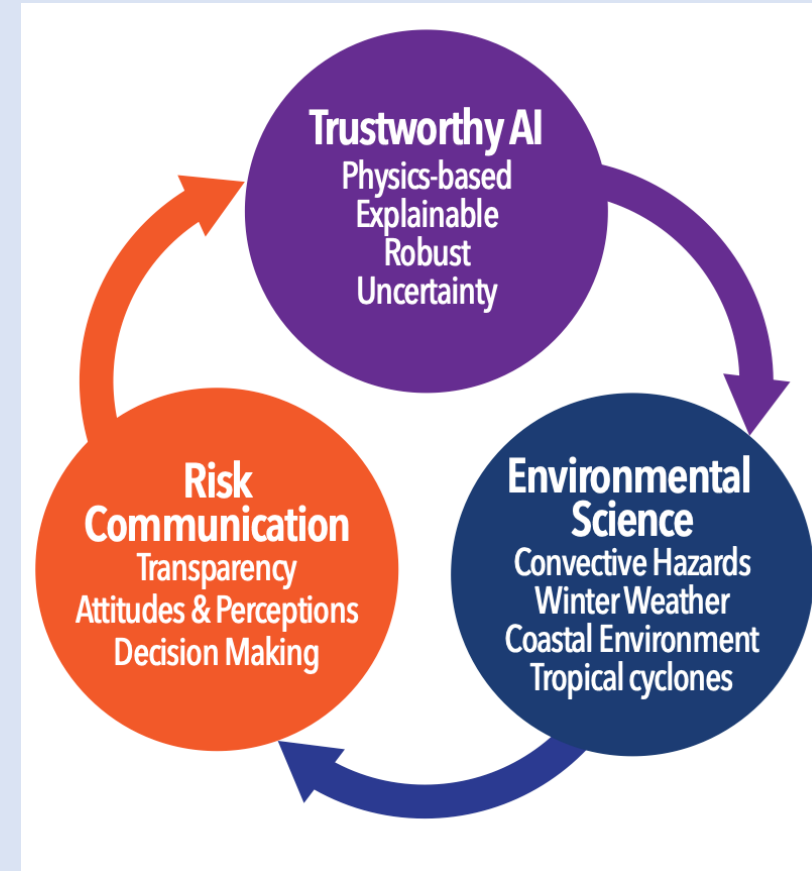 Trustworthy AI
Physics-based
Explainable
Robust
Uncertainty
Risk
Communication
Transparency
Attitudes & Perceptions
Decision Making
Environmental
Science
Convective Hazards
Winter Weather
Coastal Environment
Tropical cyclones